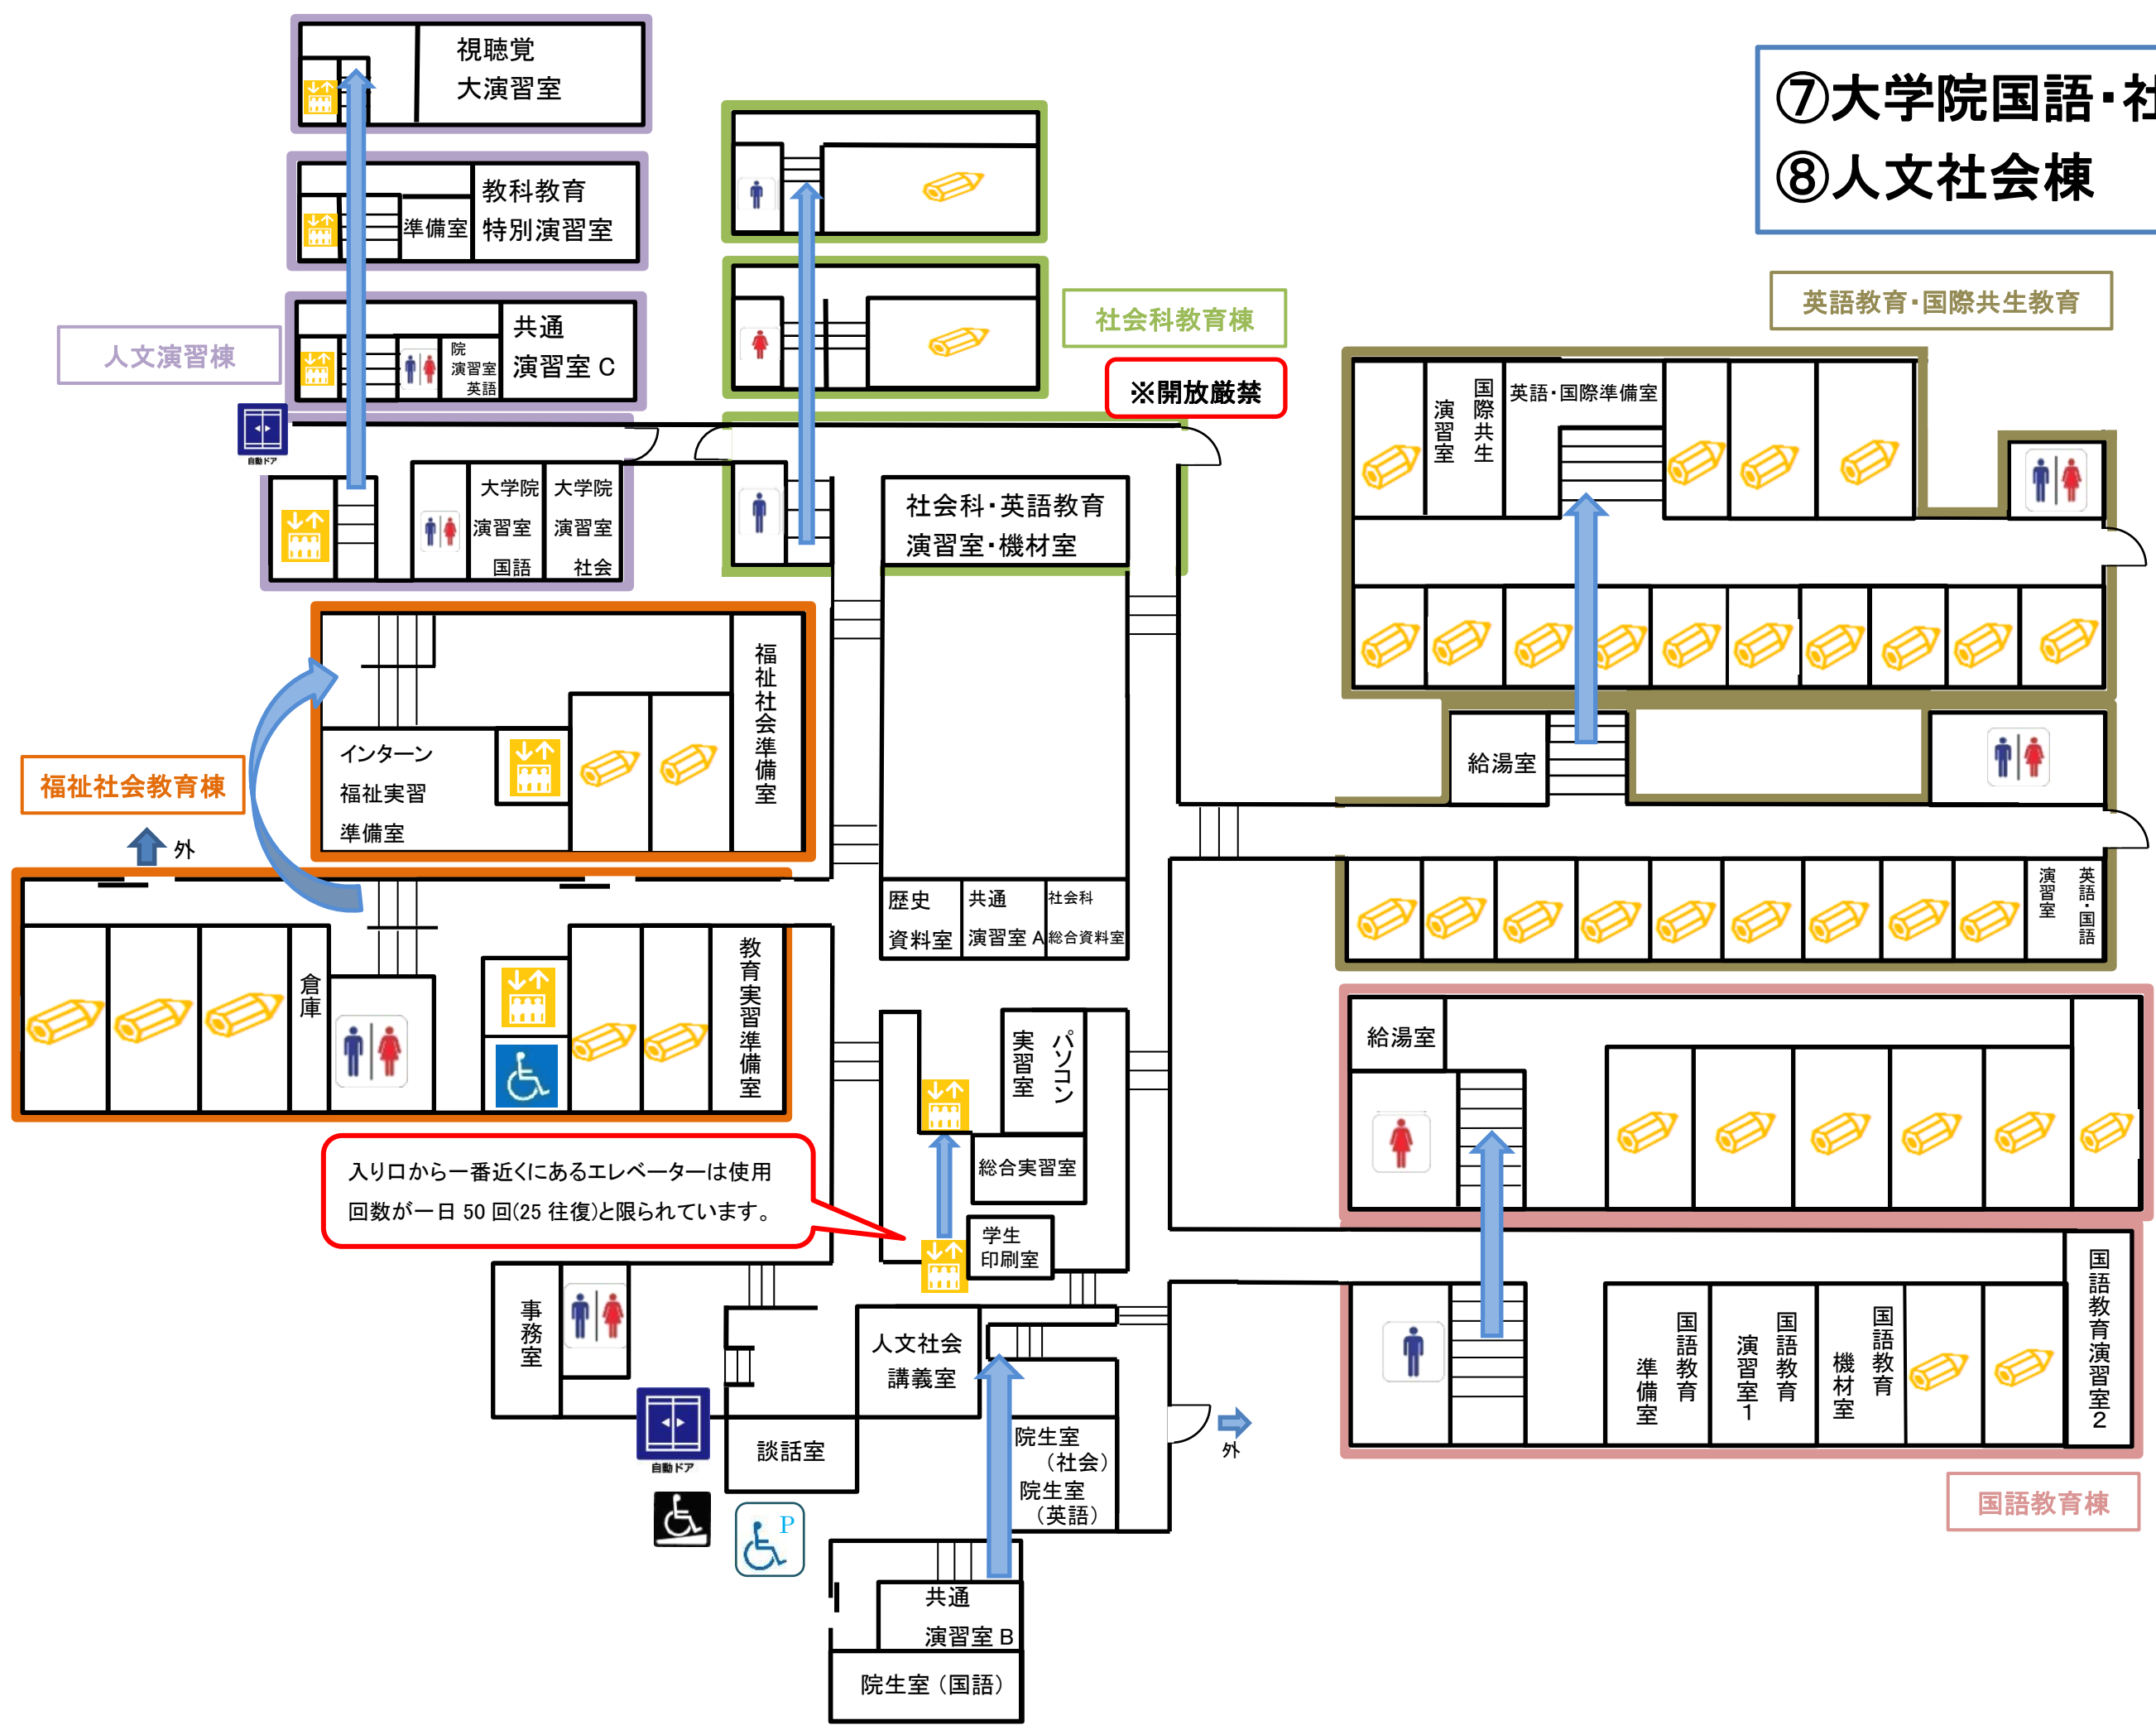 ⑦大学院国語・社
⑧人文社会棟
視聴覚
大演習室
準備室
教科教育
特別演習室
人文演習棟
院
演習室
英語
共通
演習室 C
社会科教育棟
※開放厳禁
英語教育・国際共生教育
自動ドア
大学院
演習室
国語
大学院
演習室
社会
社会科・英語教育
演習室・機材室
国際共生
演習室
英語・国際準備室
福祉社会準備室
インターン
福祉実習
準備室
福祉社会教育棟
外
給湯室
歴史
資料室
共通
演習室 A
社会科
総合資料室
英語・国語
演習室
倉庫
教育実習準備室
パソコン
実習室
総合実習室
給湯室
入り口から一番近くにあるエレベーターは使用
回数が一日 50 回(25 往復)と限られています。
学生
印刷室
事務室
人文社会
講義室
談話室
自動ドア
P
院生室
（社会）
院生室
（英語）
外
国語教育
準備室
国語教育
演習室1
国語教育
機材室
国語教育演習室2
国語教育棟
共通
演習室 B
院生室（国語）